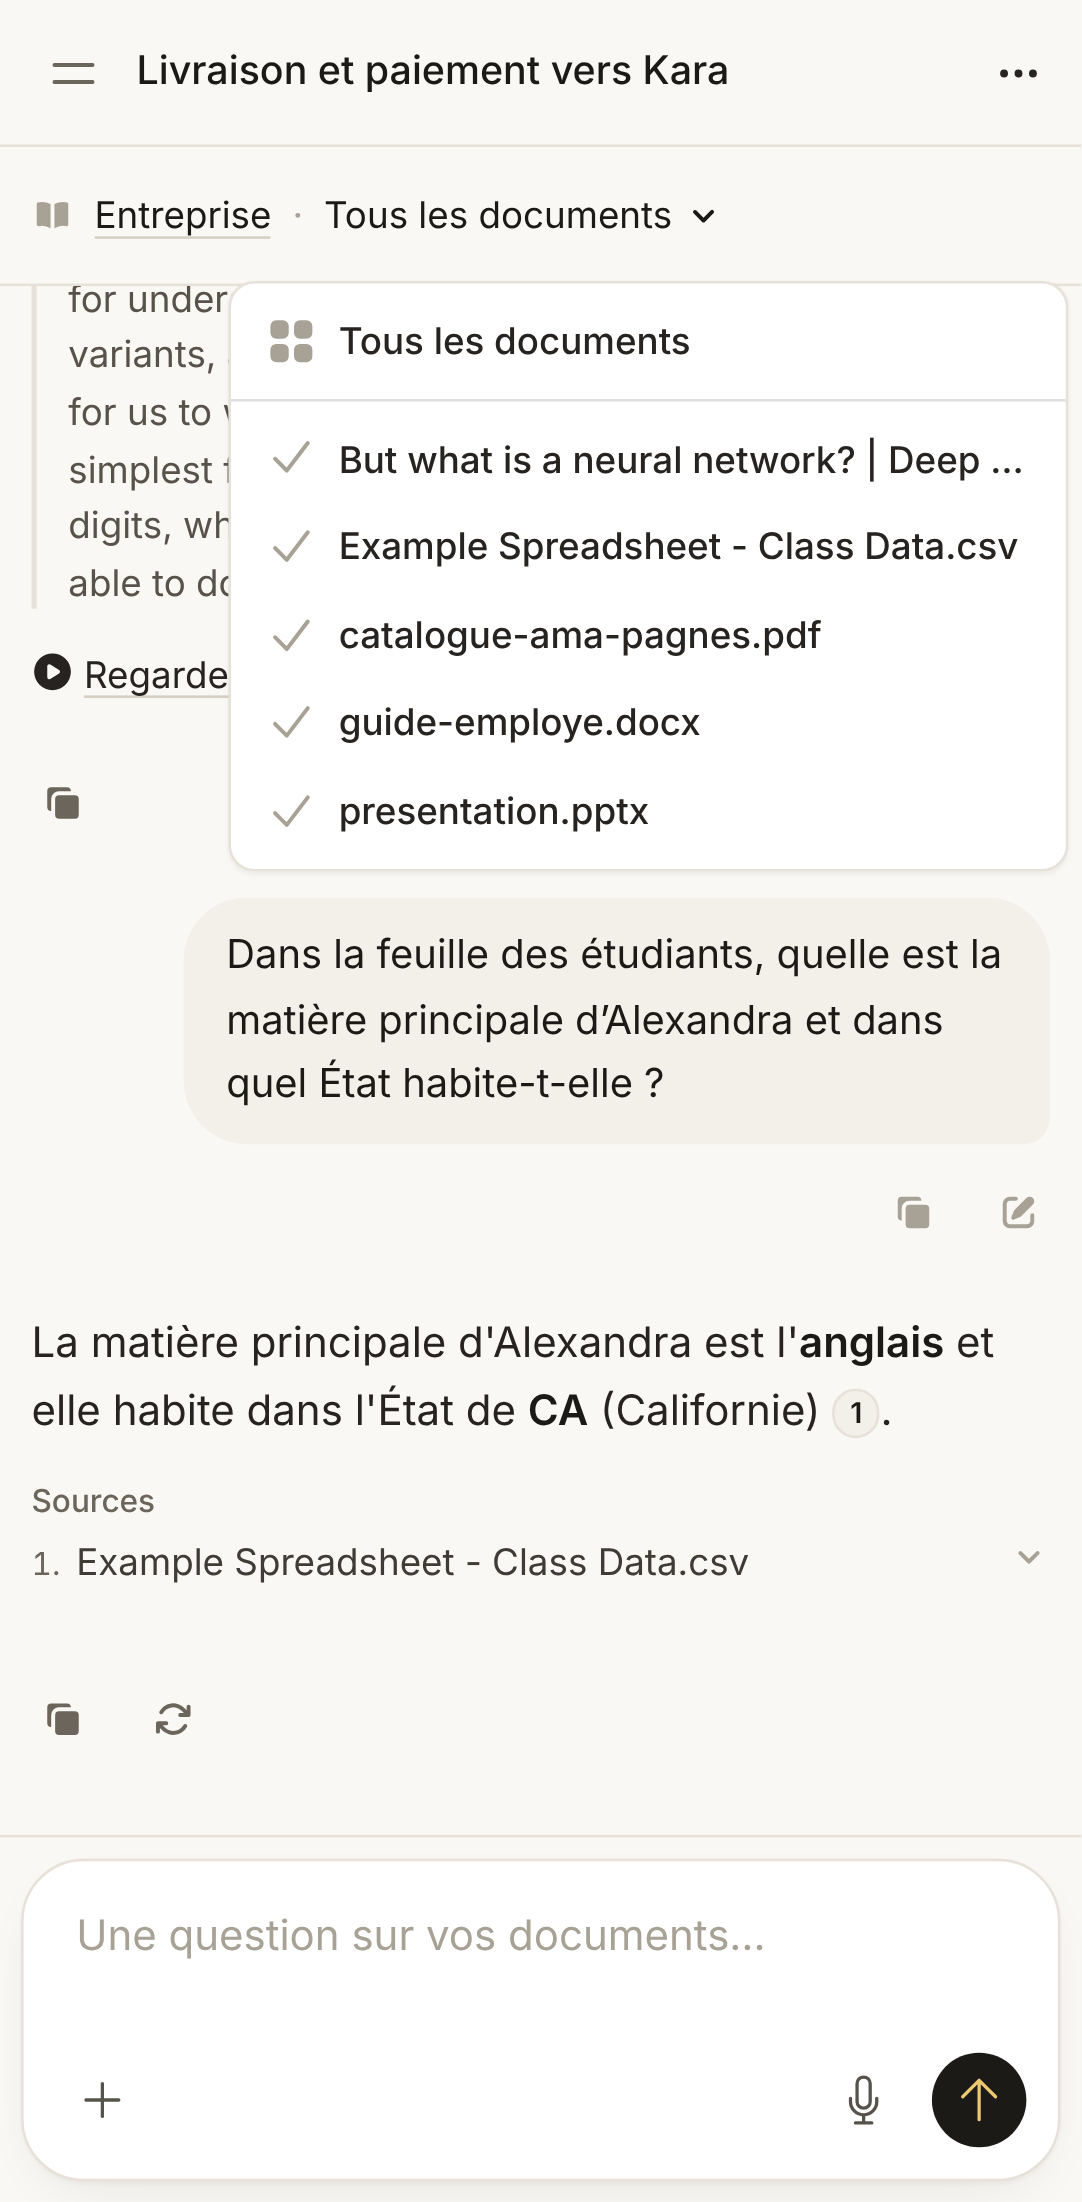 Livraison et paiement vers Kara
Entreprise · Tous les documents
for under
variants,
for us to
simplest
digits, wh
able to do
Regarde
Tous les documents
But what is a neural network? | Deep ...
Example Spreadsheet - Class Data.csv
catalogue-ama-pagnes.pdf
guide-employe.docx
presentation.pptx
Dans la feuille des étudiants, quelle est la
matière principale d’Alexandra et dans
quel État habite-t-elle ?
La matière principale d'Alexandra est l'anglais et
elle habite dans l'État de CA (Californie) 1.
Sources
1. Example Spreadsheet - Class Data.csv
Une question sur vos documents...